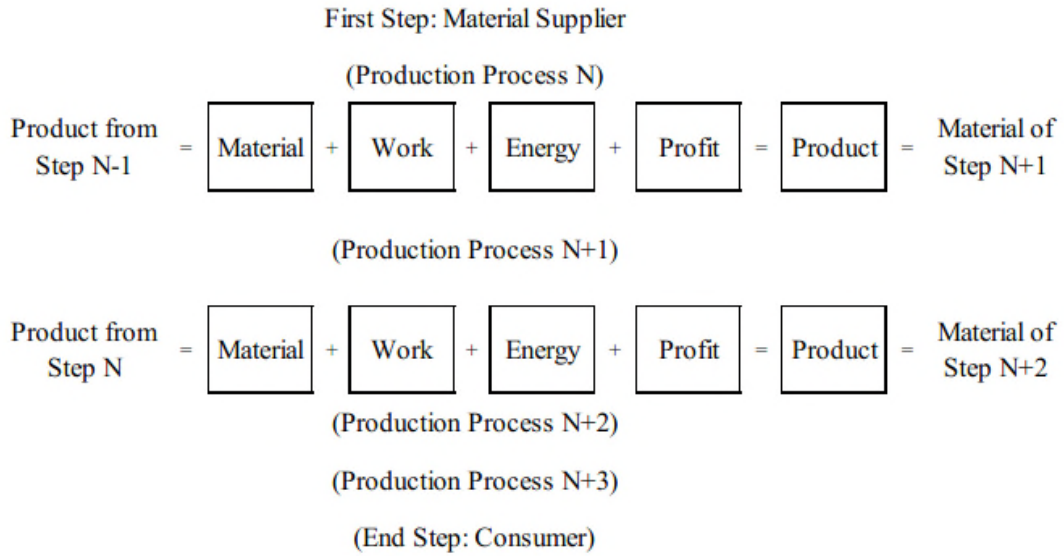 First Step: Material Supplier
(Production Process N)
Product from
Step N-1
= Material + Work + Energy + Profit = Product =
Material of
Step N+1
(Production Process N+1)
Product from
Step N
= Material + Work + Energy + Profit = Product =
Material of
Step N+2
(Production Process N+2)
(Production Process N+3)
(End Step: Consumer)